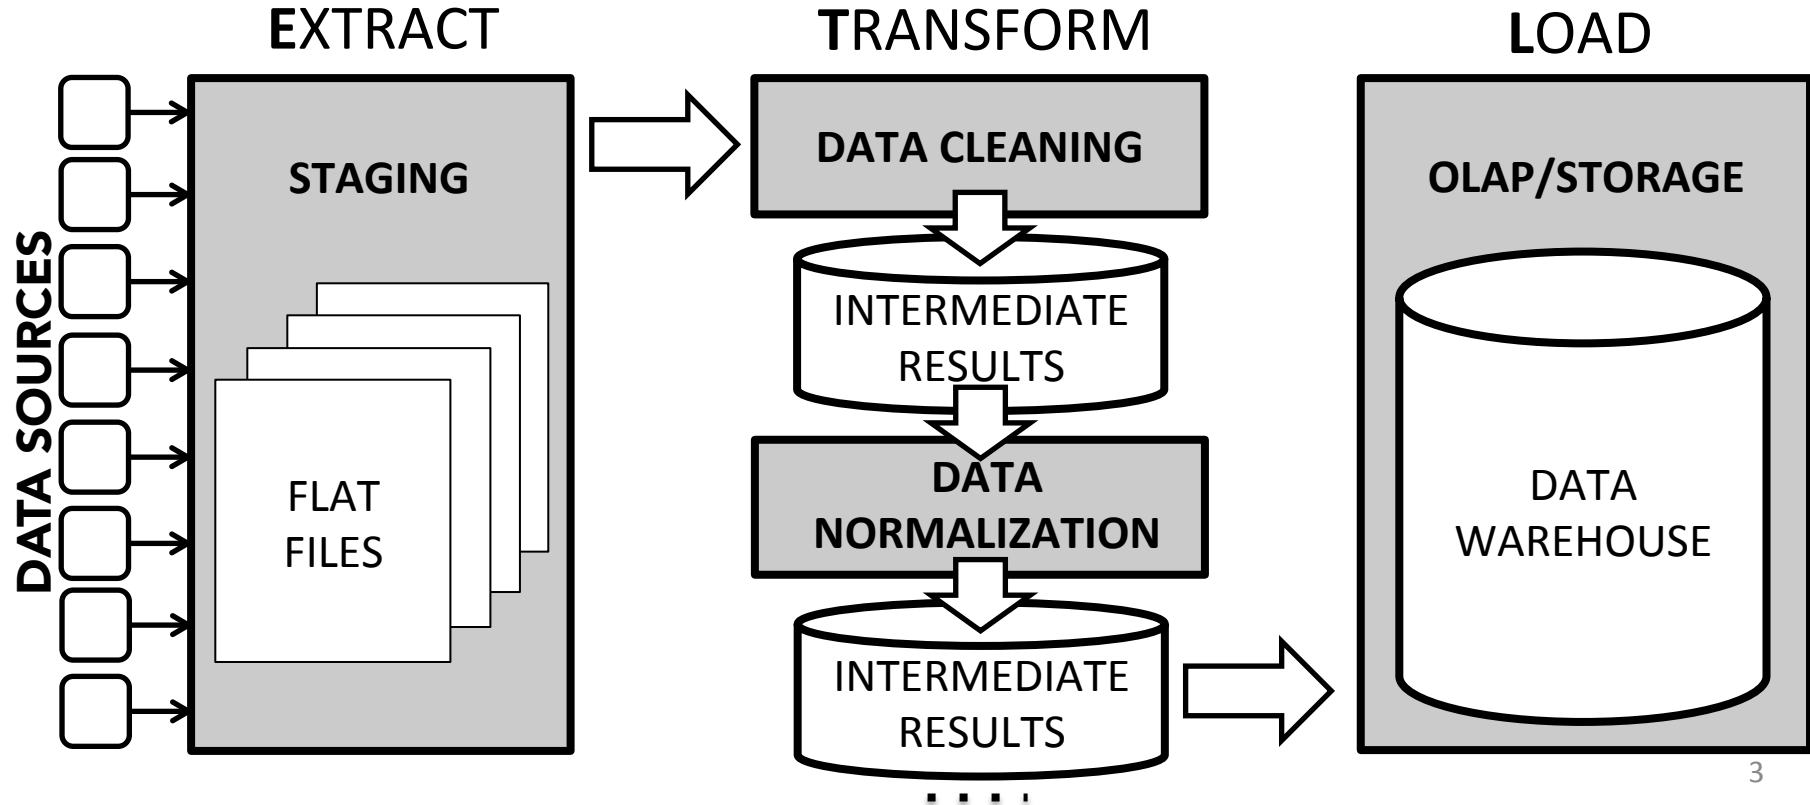 EXTRACT
TRANSFORM
LOAD
DATA SOURCES
STAGING
FLAT
FILES
DATA CLEANING
INTERMEDIATE
RESULTS
DATA
NORMALIZATION
INTERMEDIATE
RESULTS
. . . .
OLAP/STORAGE
DATA
WAREHOUSE
3